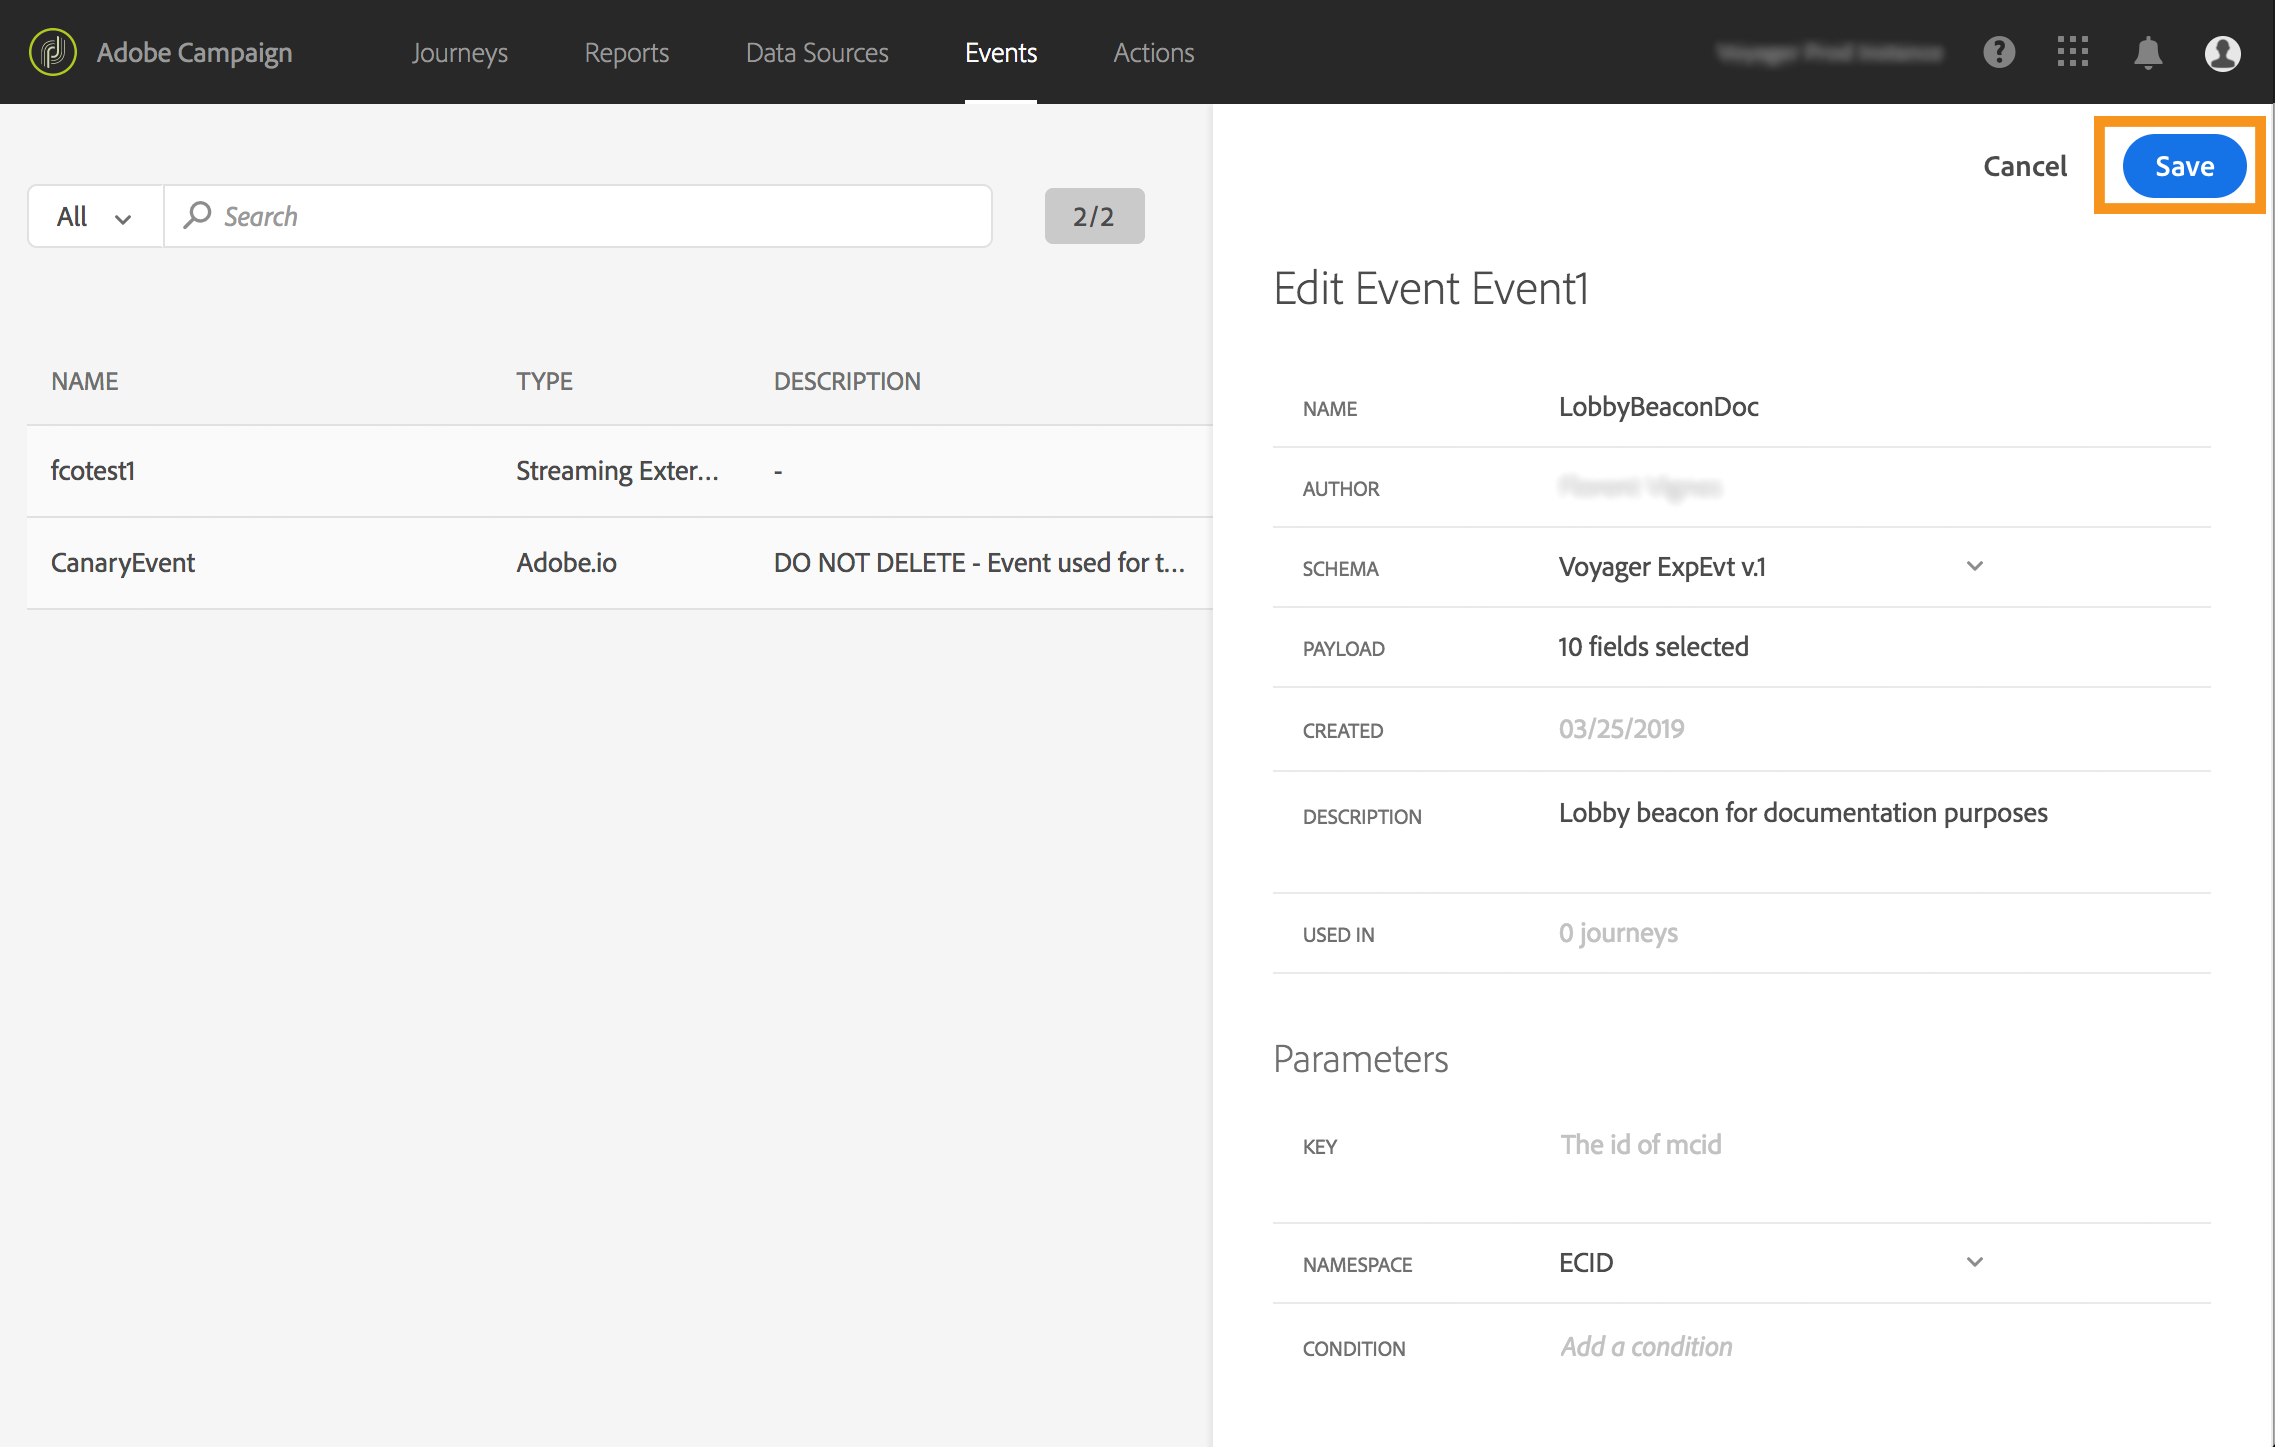 Adobe Campaign Journeys Reports Data Sources Events Actions
Cancel Save
All Search 2/2
NAME TYPE DESCRIPTION
fcotest1 Streaming Exter... -
CanaryEvent Adobe.io DO NOT DELETE - Event used for t...
Edit Event Event1
NAME LobbyBeaconDoc
AUTHOR
SCHEMA Voyager ExpEvt v.1
PAYLOAD 10 fields selected
CREATED 03/25/2019
DESCRIPTION Lobby beacon for documentation purposes
USED IN 0 journeys
Parameters
KEY The id of mcid
NAMESPACE ECID
CONDITION Add a condition